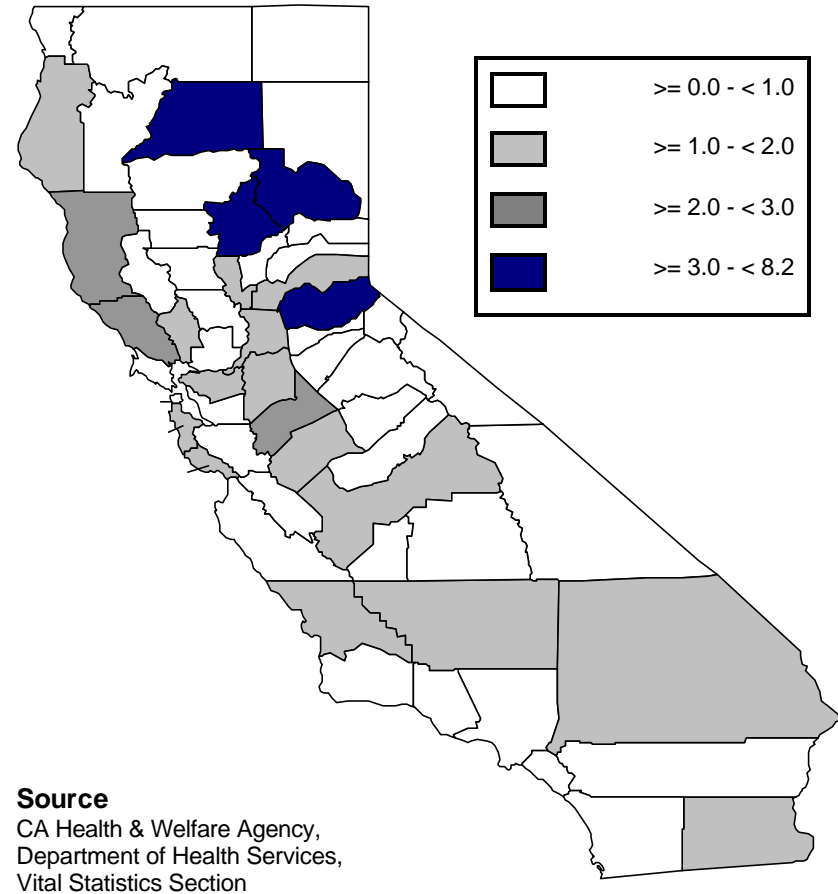 >= 0.0 - < 1.0
>= 1.0 - < 2.0
>= 2.0 - < 3.0
>= 3.0 - < 8.2
Source
CA Health & Welfare Agency,
Department of Health Services,
Vital Statistics Section